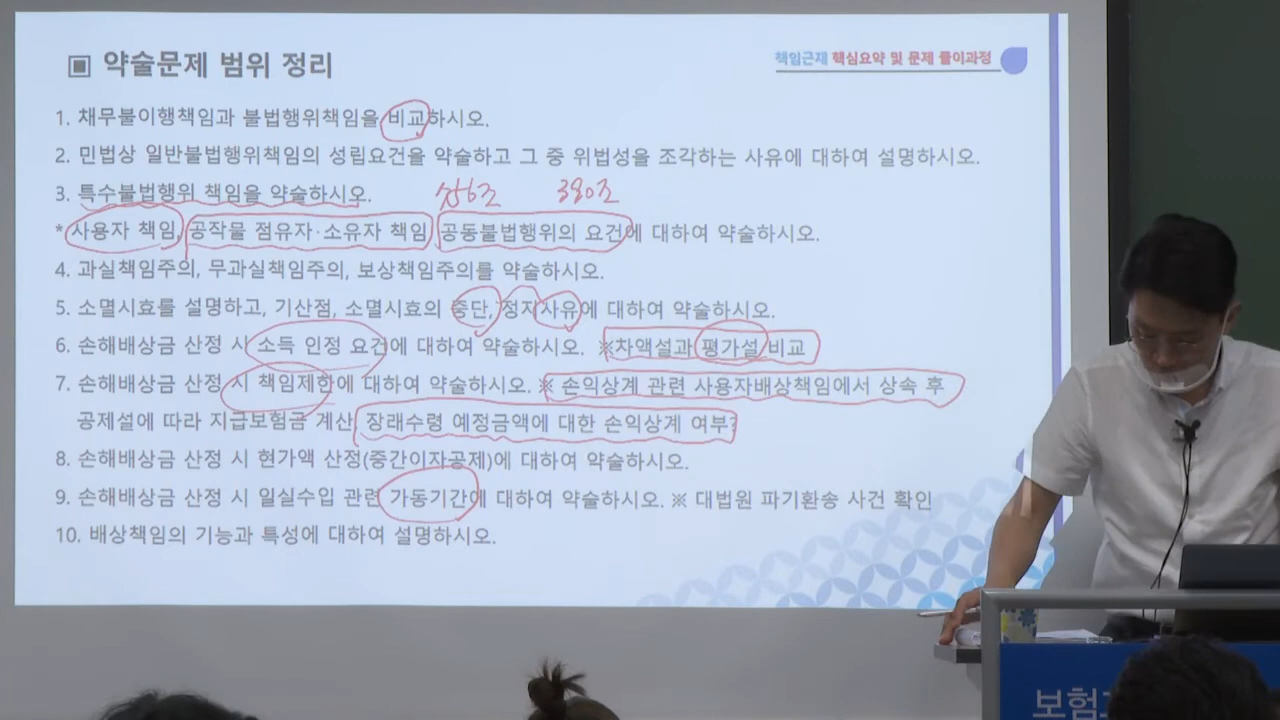 ▣ 약술문제 범위 정리
책임근재 핵심요약 및 문제 풀이과정
1. 채무불이행책임과 불법행위책임을 비교하시오.
2. 민법상 일반불법행위책임의 성립요건을 약술하고 그 중 위법성을 조각하는 사유에 대하여 설명하시오.
3. 특수불법행위 책임을 약술하시오.
390조
* 사용자 책임, 공작물 점유자·소유자 책임, 공동불법행위의 요건에 대하여 약술하시오.
4. 과실책임주의, 무과실책임주의, 보상책임주의를 약술하시오.
5. 소멸시효를 설명하고, 기산점, 소멸시효의 중단, 정지사유에 대하여 약술하시오.
6. 손해배상금 산정 시 소득 인정 요건에 대하여 약술하시오. ※차액설과 평가설 비교
7. 손해배상금 산정 시 책임제한에 대하여 약술하시오. ※ 손익상계 관련 사용자배상책임에서 상속 후
공제설에 따라 지급보험금 계산, 장래수령 예정금액에 대한 손익상계 여부?
8. 손해배상금 산정 시 현가액 산정(중간이자공제)에 대하여 약술하시오.
9. 손해배상금 산정 시 일실수입 관련 가동기간에 대하여 약술하시오. ※ 대법원 파기환송 사건 확인
10. 배상책임의 기능과 특성에 대하여 설명하시오.
보험